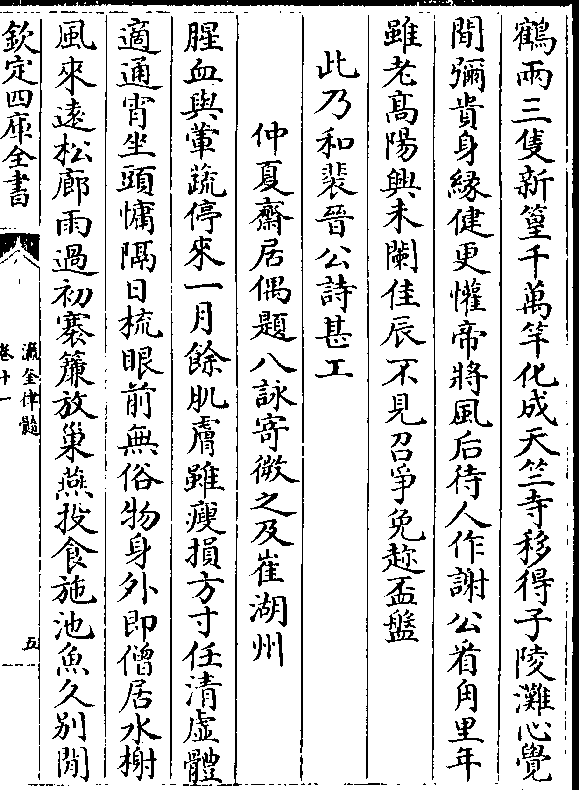 鶴兩三隻新篁千萬竿化成天竺寺移得子陵灘心覺
閒彌貴身縁健更懽帝將風后待人作謝公看甪里年
雖老髙陽興未闌佳辰不見召爭免趂盃盤
此乃和裴晉公詩甚工
仲夏齋居偶題八詠寄微之及崔湖州
腥血與葷蔬停來一月餘肌膚雖瘦損方寸任清虚體
適通宵坐頭慵隔日梳眼前無俗物身外即僧居水榭
風來逺松廊雨過初褰簾放巢燕投食施池魚久别閒
欽定四庫全書
瀛奎律髓
卷十一
五